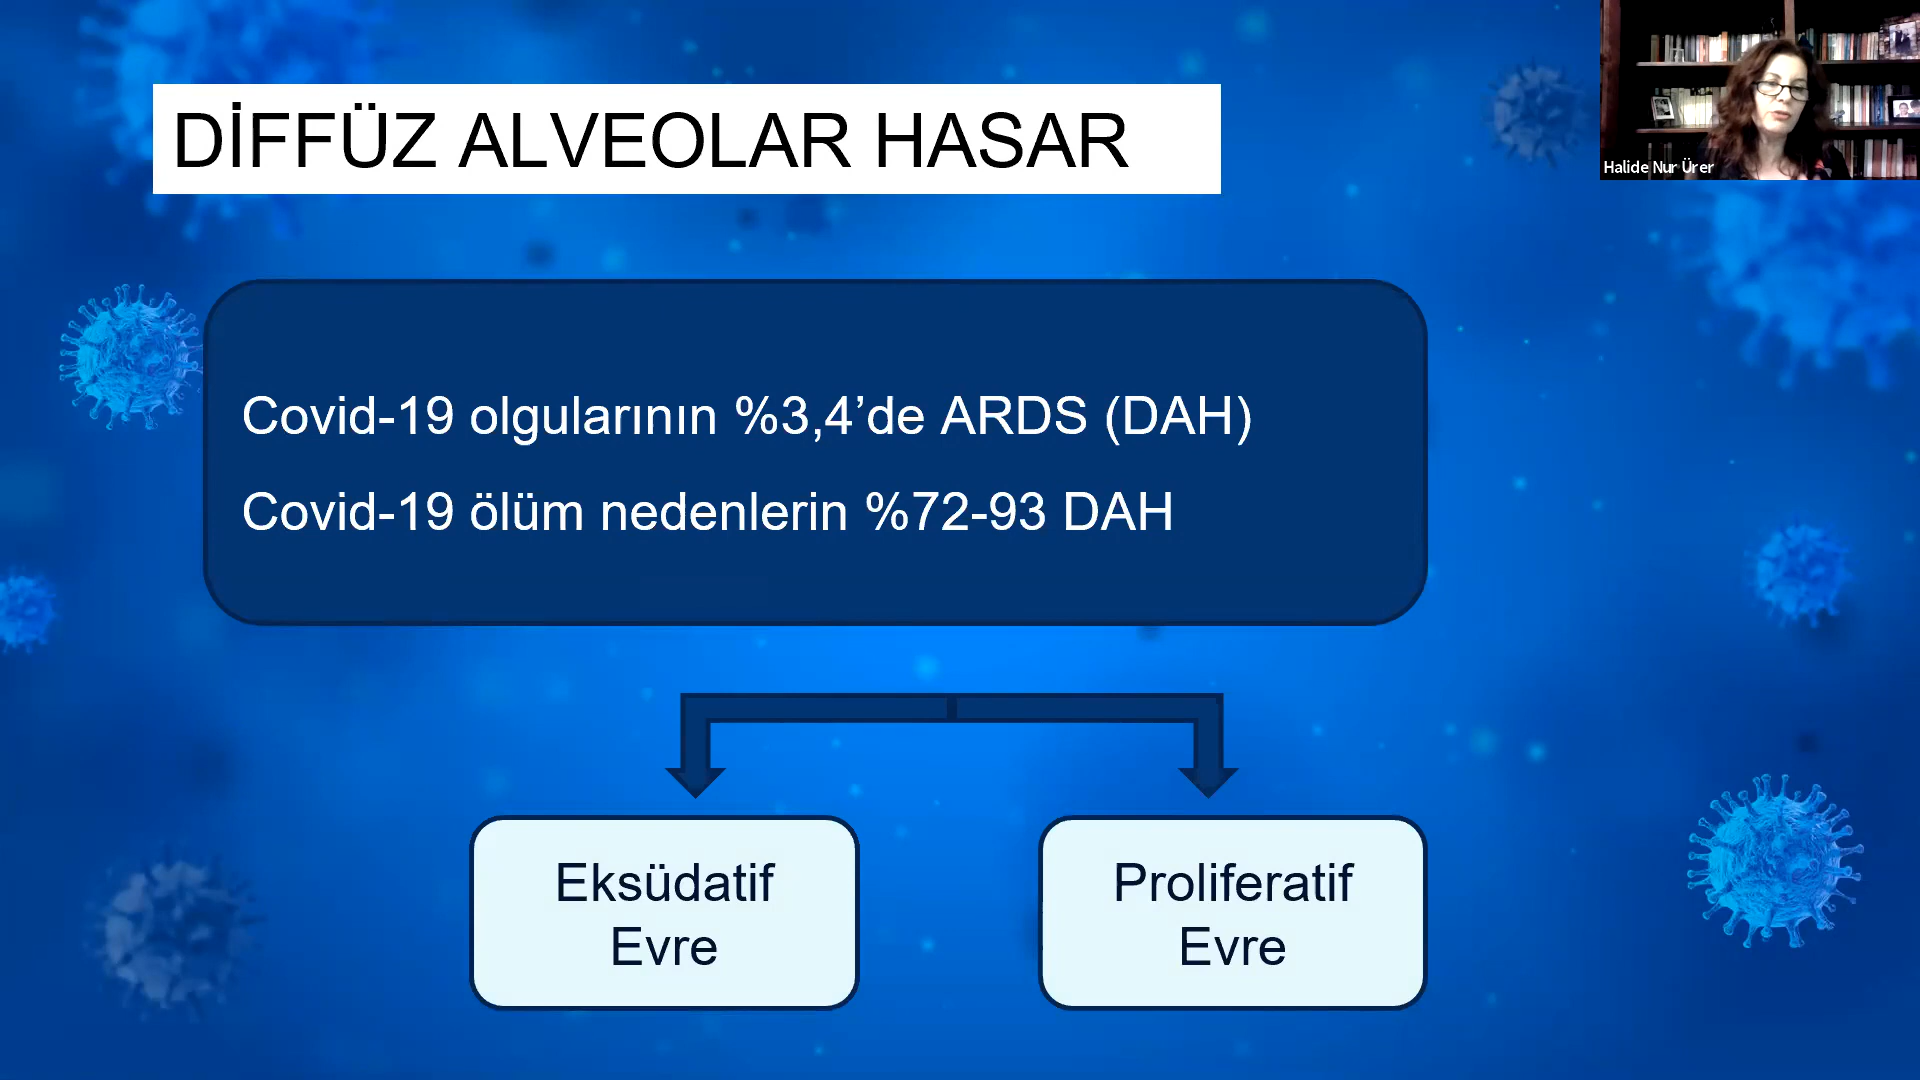 DİFFÜZ ALVEOLAR HASAR
Halide Nur Ürer
Covid-19 olgularının %3,4’de ARDS (DAH)
Covid-19 ölüm nedenlerin %72-93 DAH
Eksüdatif
Evre
Proliferatif
Evre